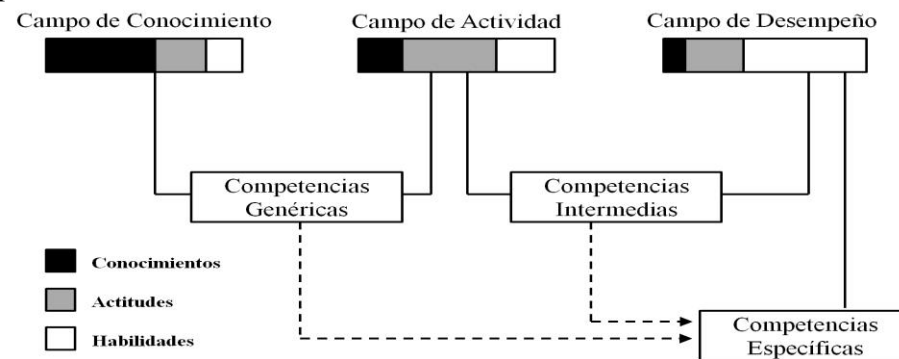 Campo de Conocimiento
Campo de Actividad
Campo de Desempeño
Competencias
Genéricas
Competencias
Intermedias
Conocimientos
Actitudes
Habilidades
Competencias
Específicas